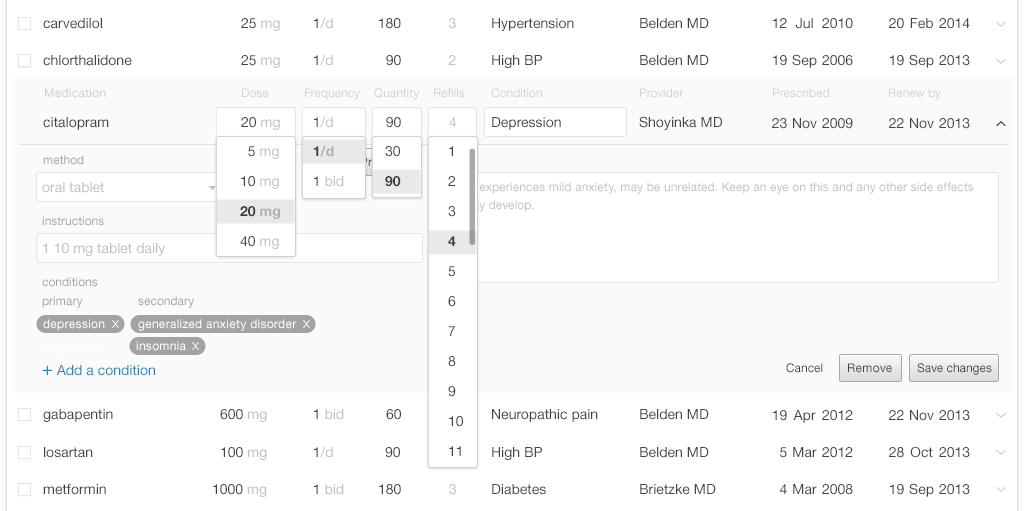 carvedilol 25 mg 1/d 180 3 Hypertension Belden MD 12 Jul 2010 20 Feb 2014
chlorthalidone 25 mg 1/d 90 2 High BP Belden MD 19 Sep 2006 19 Sep 2013
Medication Dose Frequency Quantity Refills Condition Provider Prescribed Renew by
citalopram 20 mg 1/d 90 4 Depression Shoyinka MD 23 Nov 2009 22 Nov 2013
5 mg 1/d 30 1
method
10 mg 1 bid 90 2
oral tablet experiences mild anxiety, may be unrelated. Keep an eye on this and any other side effects
develop.
20 mg 3
instructions
40 mg 4
1 10 mg tablet daily
5
conditions
primary secondary 6
depression X generalized anxiety disorder X
7
insomnia X
8
+ Add a condition Cancel Remove Save changes
9
gabapentin 600 mg 1 bid 60 Neuropathic pain Belden MD 19 Apr 2012 22 Nov 2013
10
losartan 100 mg 1/d 90 11 High BP Belden MD 5 Mar 2012 28 Oct 2013
metformin 1000 mg 1 bid 180 3 Diabetes Brietzke MD 4 Mar 2008 19 Sep 2013